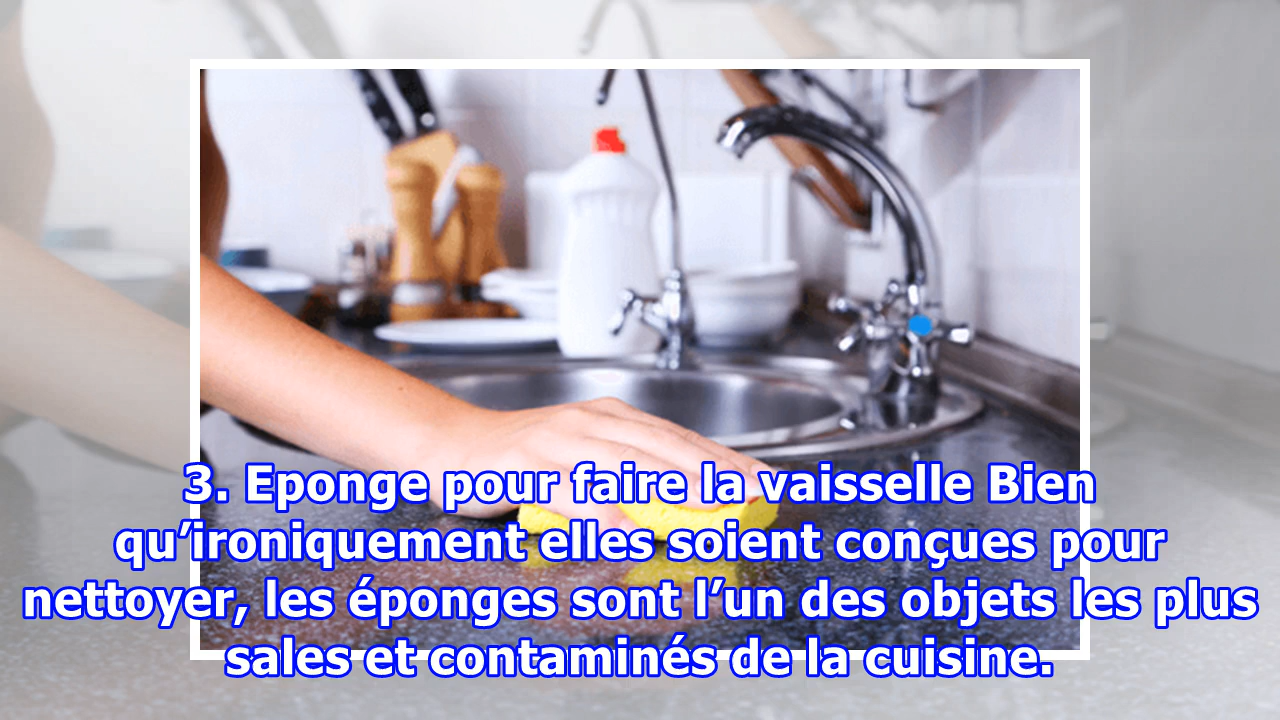 3. Eponge pour faire la vaisselle Bien
qu’ironiquement elles soient conçues pour
nettoyer, les éponges sont l’un des objets les plus
sales et contaminés de la cuisine.